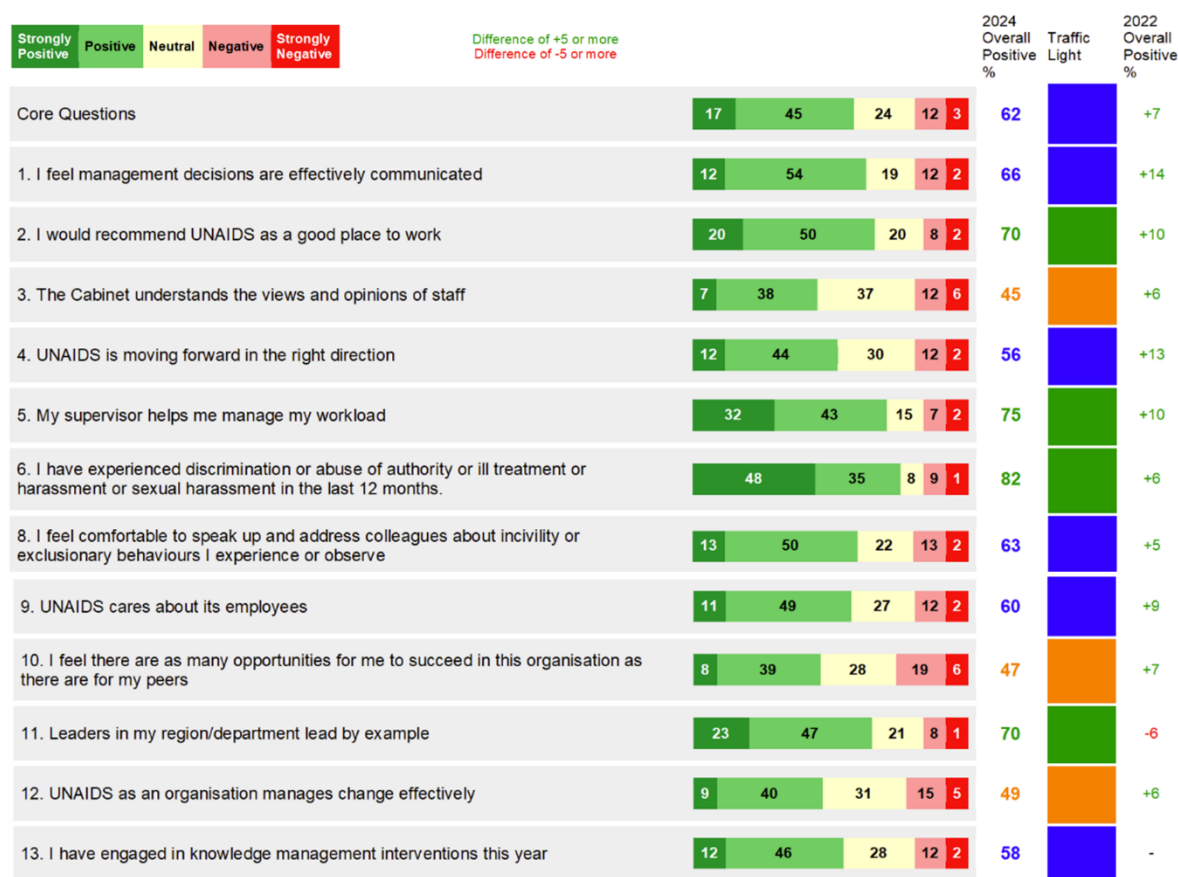 2024
Overall
Positive
%
Traffic
Light
2022
Overall
Positive
%
Strongly
Positive
Positive
Neutral
Negative
Strongly
Negative
Difference of +5 or more
Difference of -5 or more
Core Questions
17 45 24 12 3 62 +7
1. I feel management decisions are effectively communicated
12 54 19 12 2 66 +14
2. I would recommend UNAIDS as a good place to work
20 50 20 8 2 70 +10
3. The Cabinet understands the views and opinions of staff
7 38 37 12 6 45 +6
4. UNAIDS is moving forward in the right direction
12 44 30 12 2 56 +13
5. My supervisor helps me manage my workload
32 43 15 7 2 75 +10
6. I have experienced discrimination or abuse of authority or ill treatment or
harassment or sexual harassment in the last 12 months.
48 35 8 9 1 82 +6
8. I feel comfortable to speak up and address colleagues about incivility or
exclusionary behaviours I experience or observe
13 50 22 13 2 63 +5
9. UNAIDS cares about its employees
11 49 27 12 2 60 +9
10. I feel there are as many opportunities for me to succeed in this organisation as
there are for my peers
8 39 28 19 6 47 +7
11. Leaders in my region/department lead by example
23 47 21 8 1 70 -6
12. UNAIDS as an organisation manages change effectively
9 40 31 15 5 49 +6
13. I have engaged in knowledge management interventions this year
12 46 28 12 2 58 -